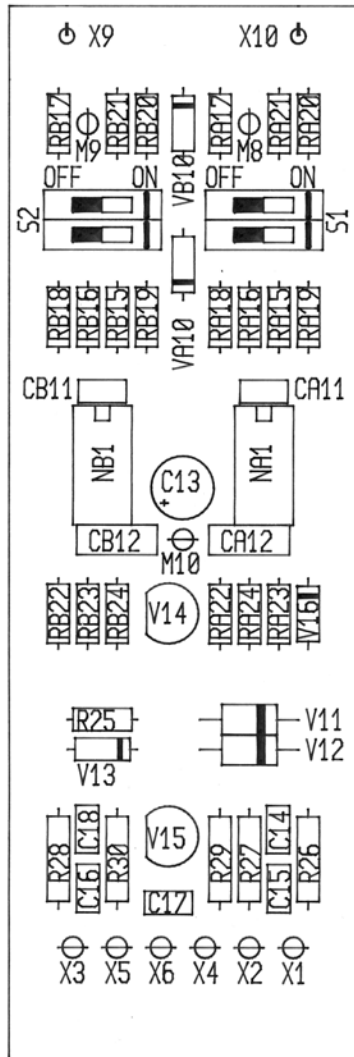 X9 X10
RB17 RB21 RB20 RA17 RA21 RA20
M9 VB10 M8
OFF ON OFF ON
S2 S1
VA10
RB18 RB16 RB15 RB19 RA18 RA16 RA15 RA19
CB11 CA11
NB1 C13 NA1
+
CB12 CA12
M10
RB22 RB23 RB24 V14 RA22 RA24 RA23 V16
R25 V11
V13 V12
R28 C18 R30 V15 R29 R27 C14 R26
C16 C17 C15
X3 X5 X6 X4 X2 X1